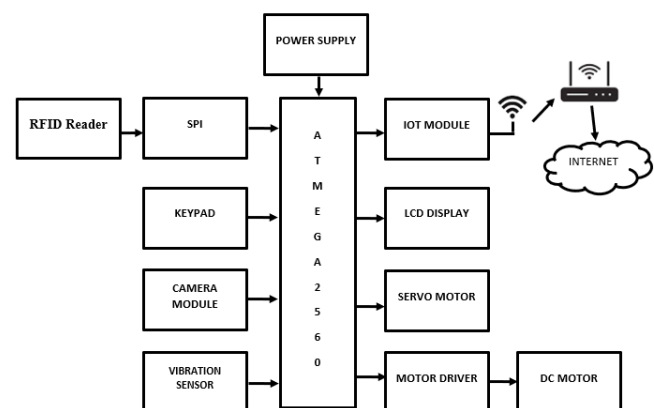 POWER SUPPLY
RFID Reader
SPI
A
T
M
E
G
A
2
5
6
0
IOT MODULE
INTERNET
KEYPAD
LCD DISPLAY
CAMERA
MODULE
SERVO MOTOR
VIBRATION
SENSOR
MOTOR DRIVER
DC MOTOR